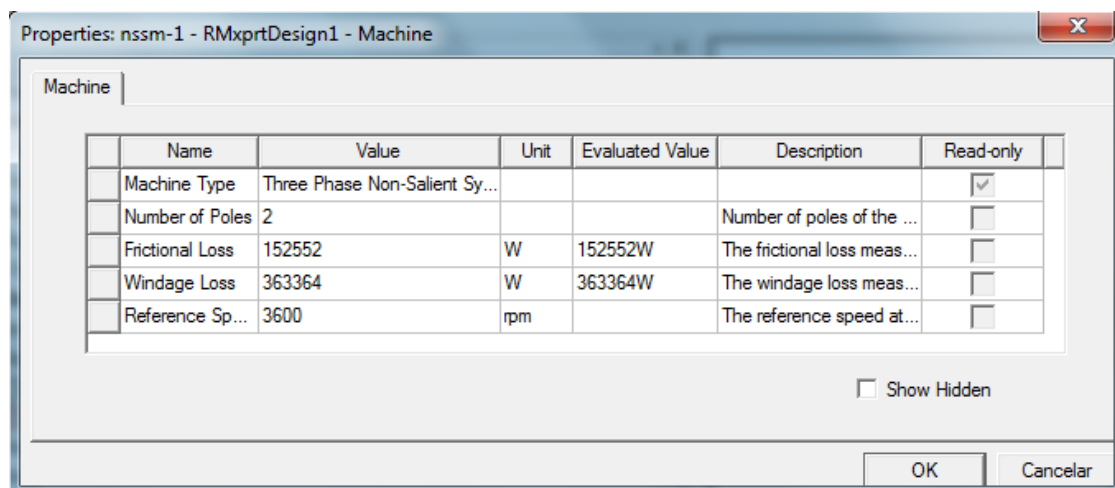 Properties: nssm-1 - RMxprtDesign1 - Machine
Machine
Name Value Unit Evaluated Value Description Read-only
Machine Type Three Phase Non-Salient Sy...
Number of Poles 2 Number of poles of the ...
Frictional Loss 152552 W 152552W The frictional loss meas...
Windage Loss 363364 W 363364W The windage loss meas...
Reference Sp... 3600 rpm The reference speed at...
Show Hidden
OK Cancelar